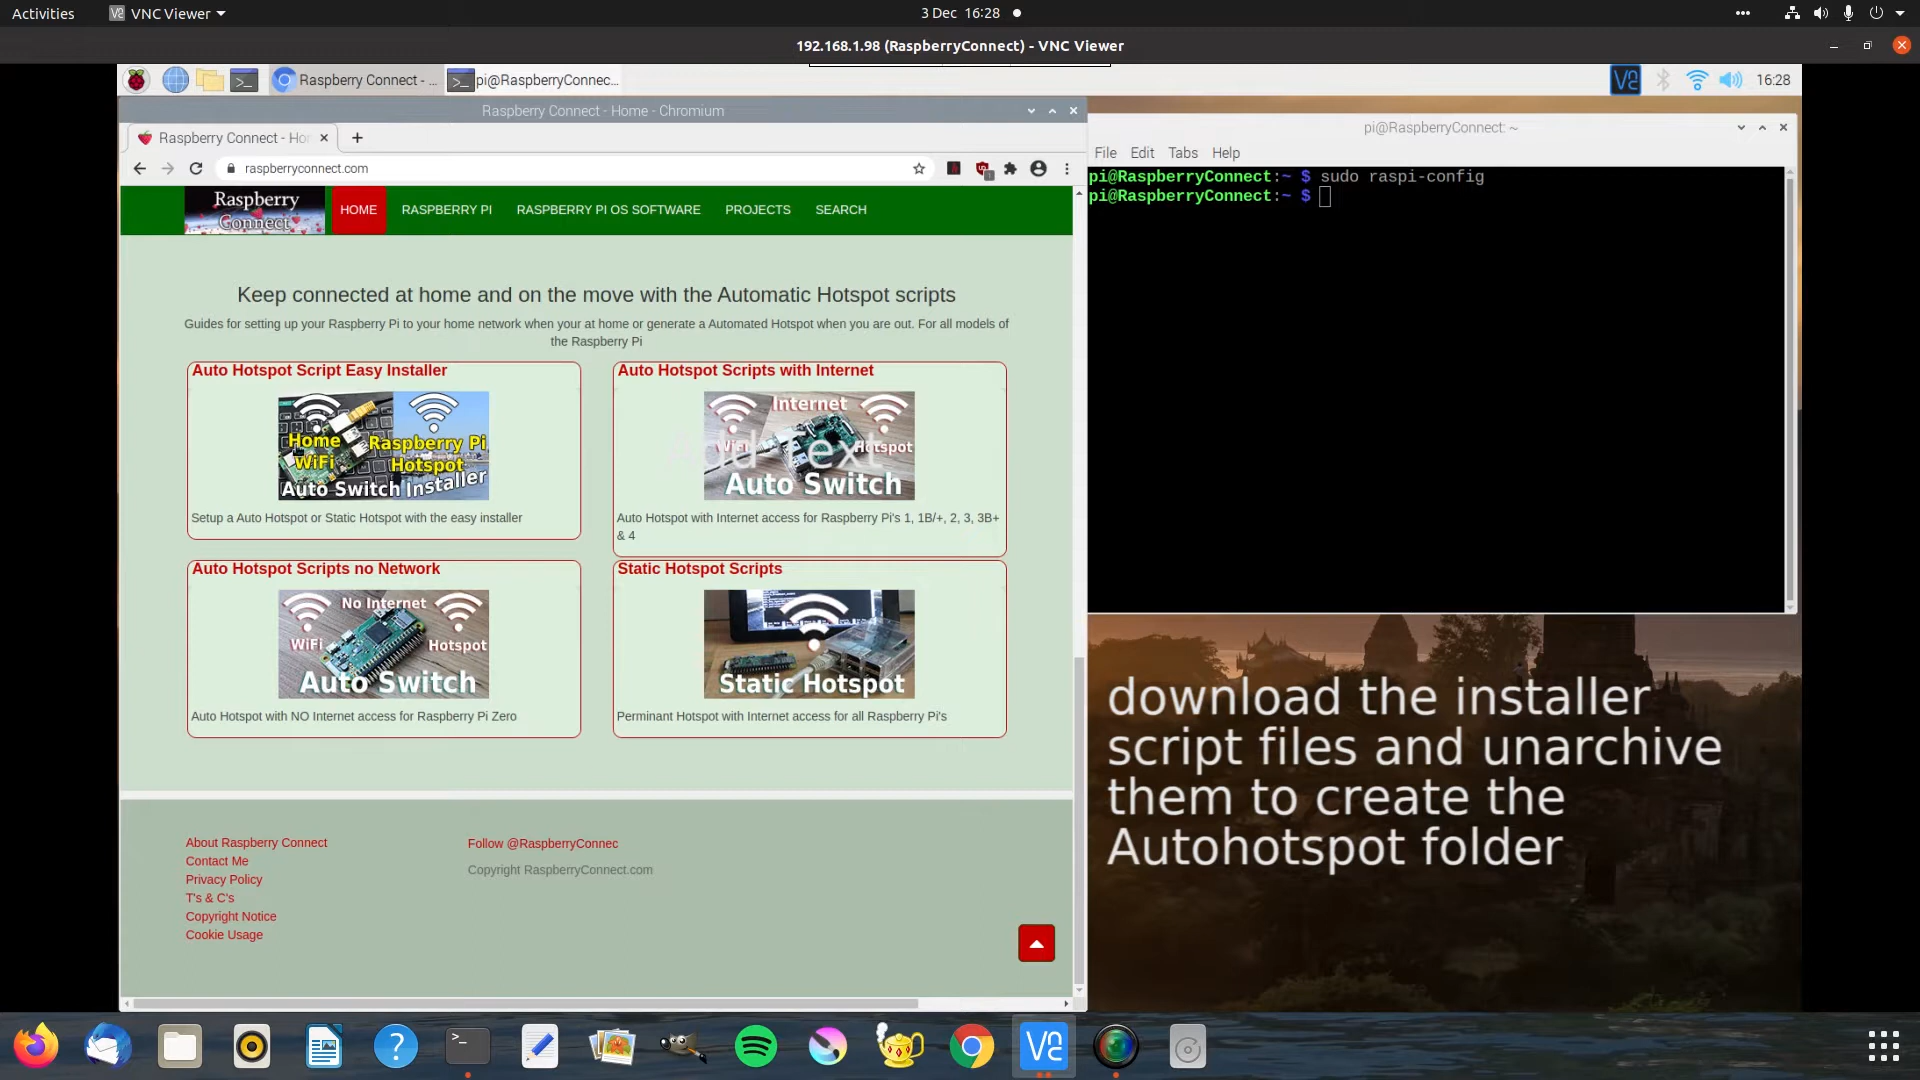 Activities
VNC Viewer
3 Dec 16:28
192.168.1.98 (RaspberryConnect) - VNC Viewer
Raspberry Connect - ...
pi@RaspberryConnec...
16:28
Raspberry Connect - Home - Chromium
Raspberry Connect - Ho
raspberryconnect.com
Raspberry
Connect
HOME
RASPBERRY PI
RASPBERRY PI OS SOFTWARE
PROJECTS
SEARCH
Keep connected at home and on the move with the Automatic Hotspot scripts
Guides for setting up your Raspberry Pi to your home network when your at home or generate a Automated Hotspot when you are out. For all models of
the Raspberry Pi
Auto Hotspot Script Easy Installer
Home
WiFi
Raspberry Pi
Hotspot
Auto Switch Installer
Setup a Auto Hotspot or Static Hotspot with the easy installer
Auto Hotspot Scripts with Internet
Internet
WiFi
Hotspot
Add Text
Auto Switch
Auto Hotspot with Internet access for Raspberry Pi's 1, 1B/+, 2, 3, 3B+
& 4
Auto Hotspot Scripts no Network
No Internet
WiFi
Hotspot
Auto Switch
Auto Hotspot with NO Internet access for Raspberry Pi Zero
Static Hotspot Scripts
Static Hotspot
Perminant Hotspot with Internet access for all Raspberry Pi's
About Raspberry Connect
Contact Me
Privacy Policy
T's & C's
Copyright Notice
Cookie Usage
Follow @RaspberryConnec
Copyright RaspberryConnect.com
pi@RaspberryConnect: ~
File Edit Tabs Help
pi@RaspberryConnect:~ $ sudo raspi-config
pi@RaspberryConnect:~ $
download the installer
script files and unarchive
them to create the
Autohotspot folder